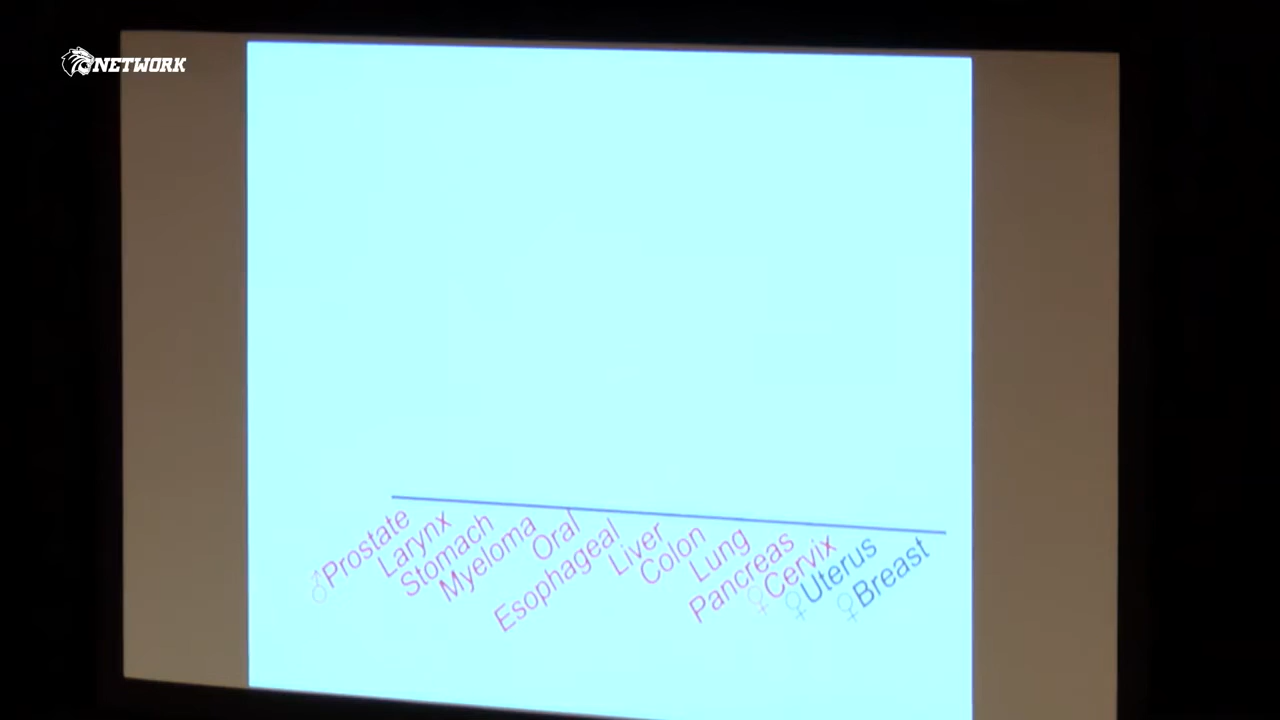 NETWORK
♂Prostate
Larynx
Stomach
Myeloma
Oral
Esophageal
Liver
Colon
Lung
Pancreas
♀Cervix
♀Uterus
♀Breast